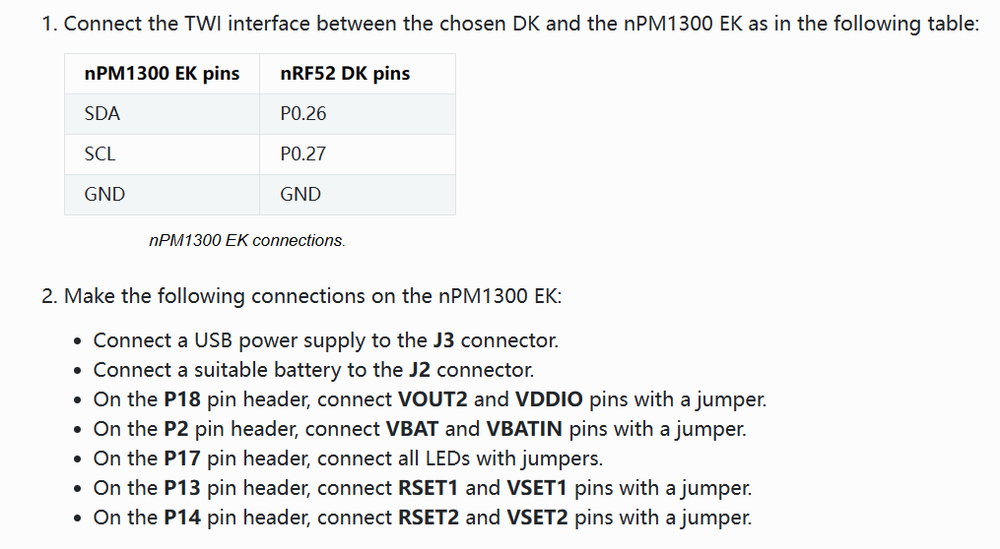 1. Connect the TWI interface between the chosen DK and the nPM1300 EK as in the following table:
nPM1300 EK pins nRF52 DK pins
SDA P0.26
SCL P0.27
GND GND
nPM1300 EK connections.
2. Make the following connections on the nPM1300 EK:
• Connect a USB power supply to the J3 connector.
• Connect a suitable battery to the J2 connector.
• On the P18 pin header, connect VOUT2 and VDDIO pins with a jumper.
• On the P2 pin header, connect VBAT and VBATIN pins with a jumper.
• On the P17 pin header, connect all LEDs with jumpers.
• On the P13 pin header, connect RSET1 and VSET1 pins with a jumper.
• On the P14 pin header, connect RSET2 and VSET2 pins with a jumper.